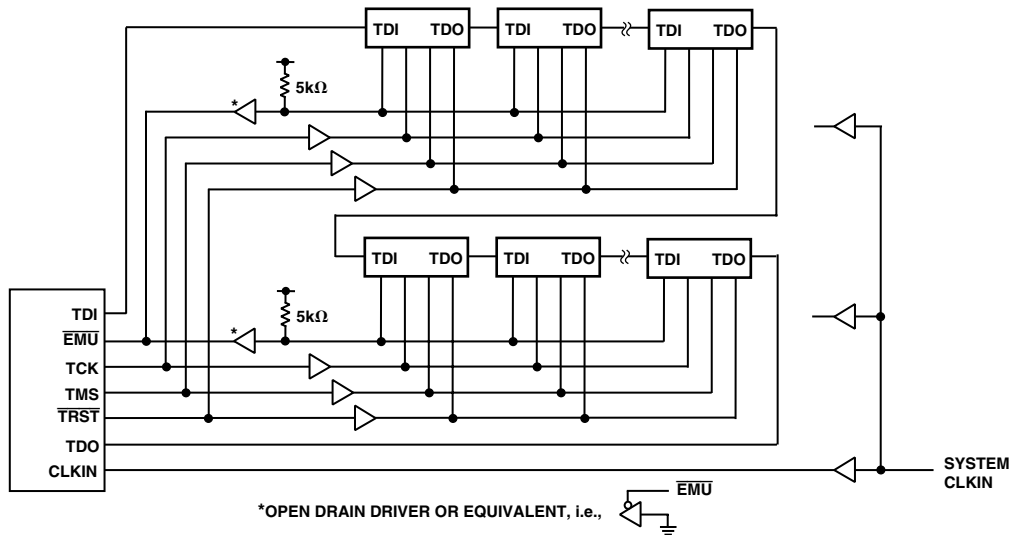 TDI TDO TDI TDO TDI TDO
5kΩ
*
TDI TDO TDI TDO TDI TDO
5kΩ
*
TDI
EMU
TCK
TMS
TRST
TDO
CLKIN
SYSTEM
CLKIN
EMU
*OPEN DRAIN DRIVER OR EQUIVALENT, i.e.,